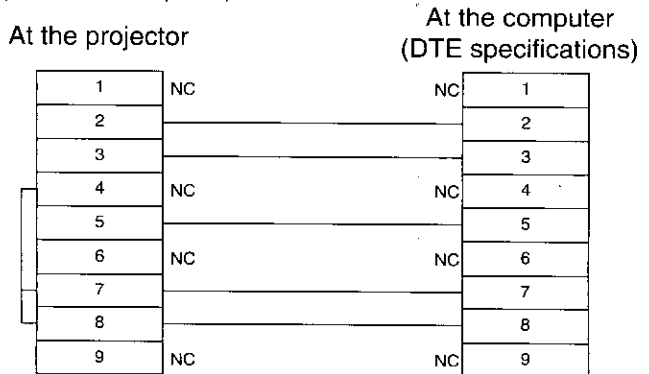 At the projector
At the computer
(DTE specifications)
1 NC NC 1
2 2
3 3
4 NC NC 4
5 5
6 NC NC 6
7 7
8 8
9 NC NC 9